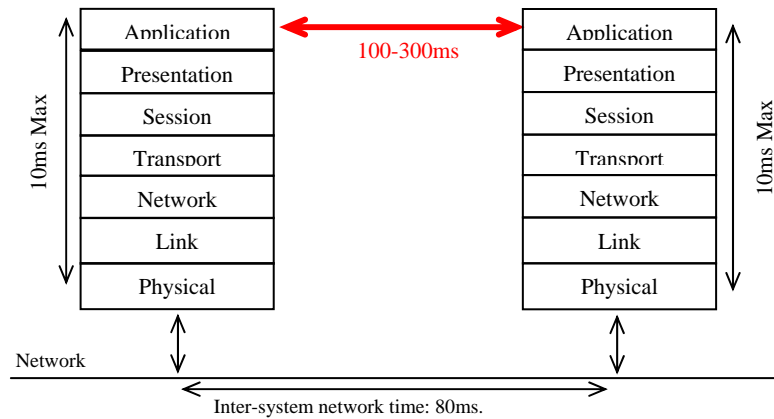 Application
Presentation
Session
Transport
Network
Link
Physical
10ms Max
100-300ms
Application
Presentation
Session
Transport
Network
Link
Physical
10ms Max
Network
Inter-system network time: 80ms.